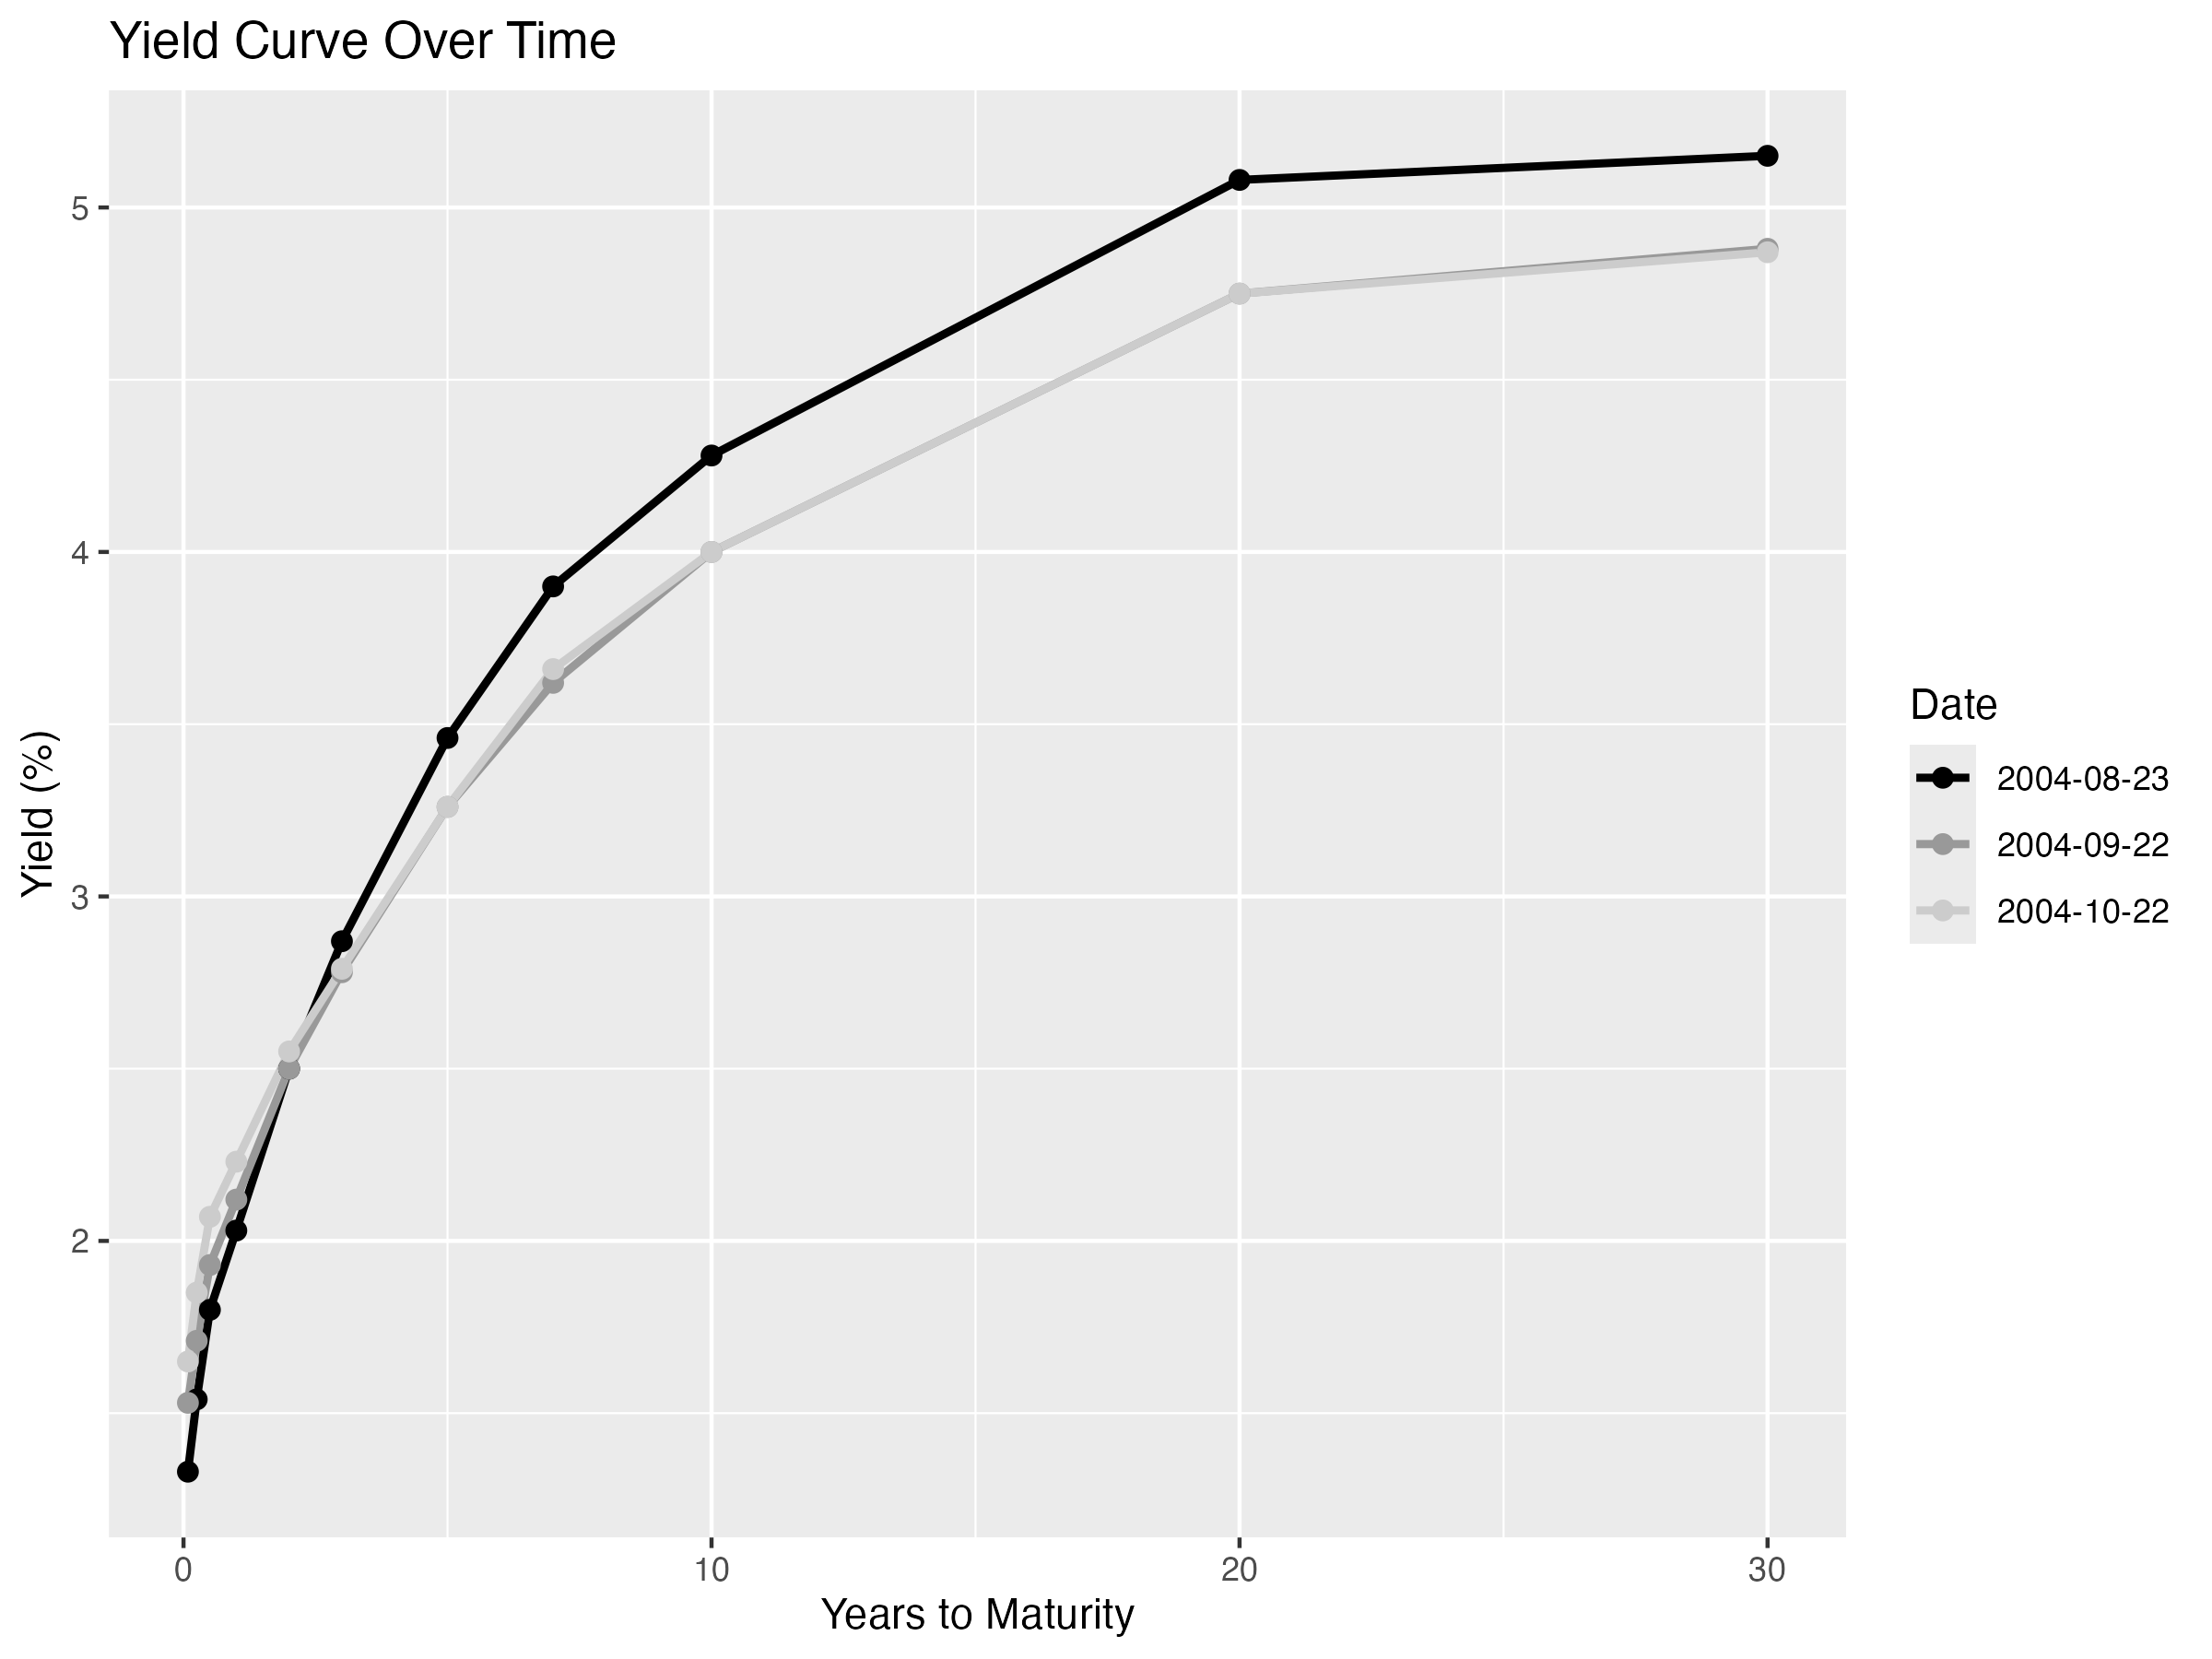 Yield Curve Over Time
Yield (%)
5
4
3
2
0 10 20 30
Years to Maturity
Date
2004-08-23
2004-09-22
2004-10-22